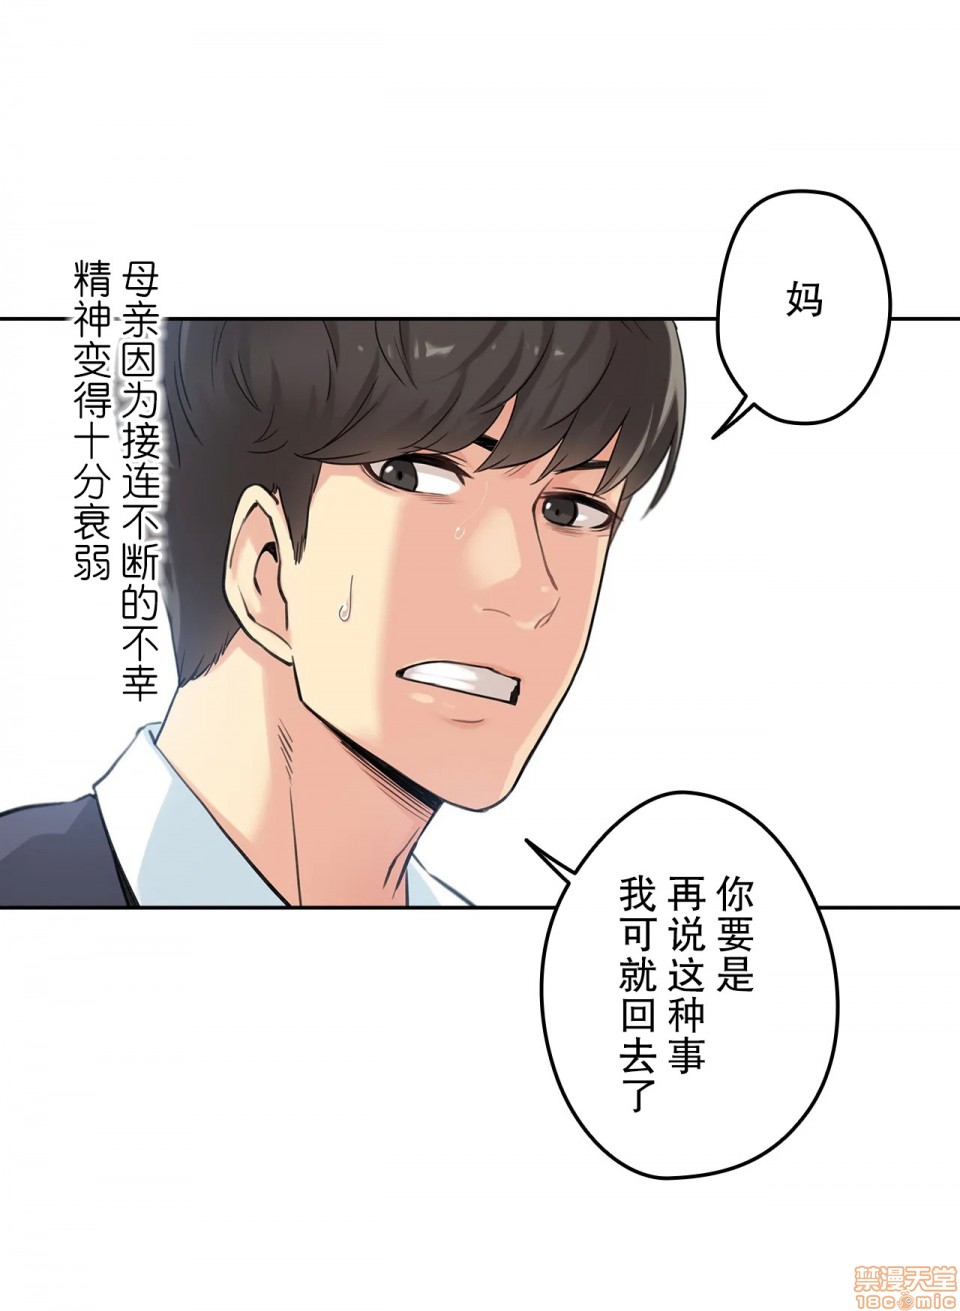 妈
母亲因为接连不断的不幸
精神变得十分衰弱
你要是
再说这种事
我可就回去了
禁漫天堂
18comic